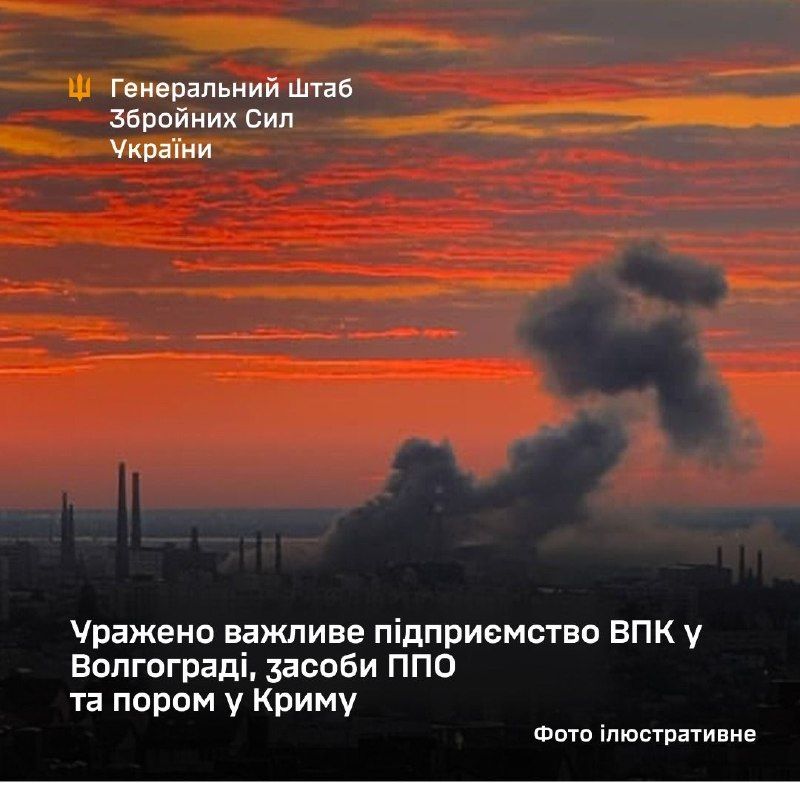 Генеральний Штаб
Збройних Сил
України
Уражено важливе підприємство ВПК у
Волгограді, засоби ППО
та пором у Криму
Фото ілюстративне